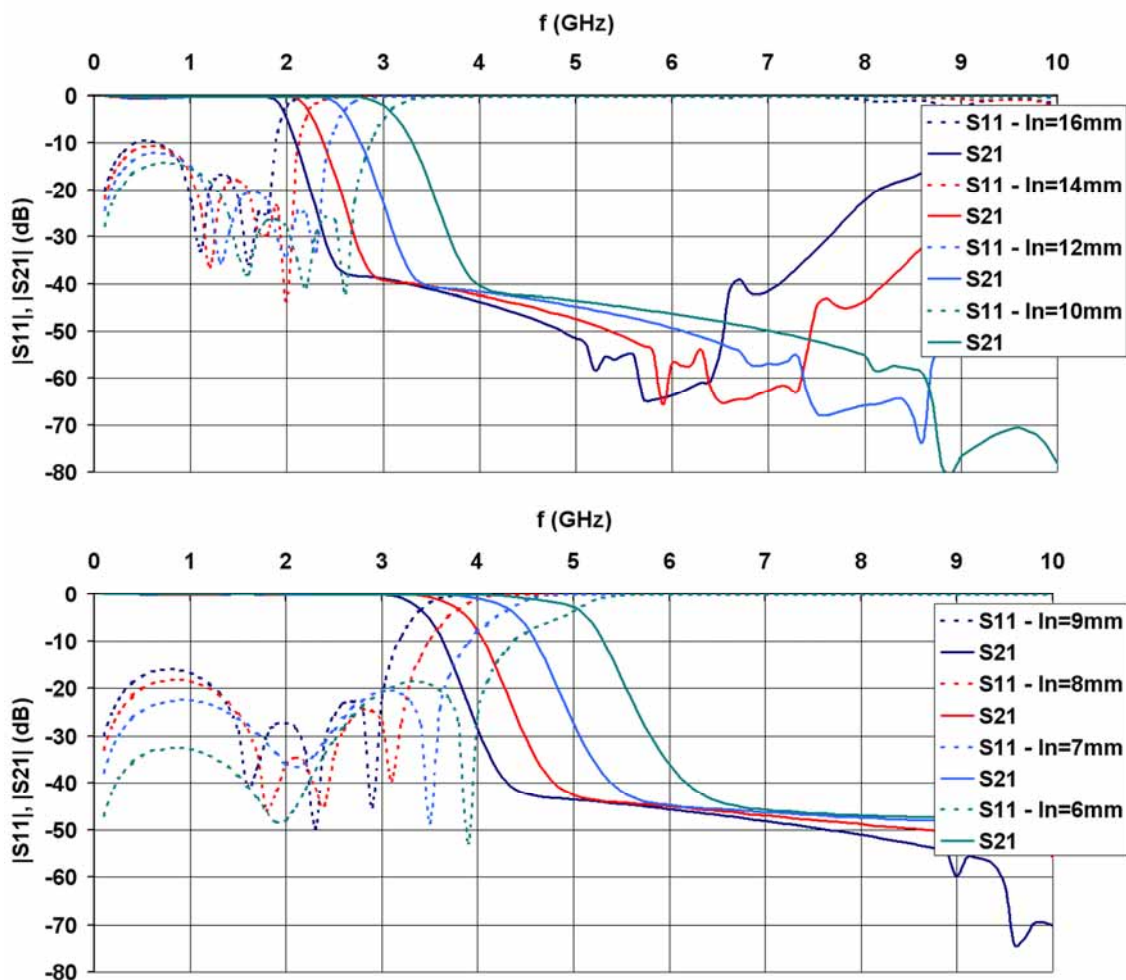 f (GHz)
0 1 2 3 4 5 6 7 8 9 10
0
-10
-20
-30
-40
-50
-60
-70
-80
|S11|, |S21| (dB)
S11 - ln=16mm
S21
S11 - ln=14mm
S21
S11 - ln=12mm
S21
S11 - ln=10mm
S21
f (GHz)
0 1 2 3 4 5 6 7 8 9 10
0
-10
-20
-30
-40
-50
-60
-70
-80
|S11|, |S21| (dB)
S11 - ln=9mm
S21
S11 - ln=8mm
S21
S11 - ln=7mm
S21
S11 - ln=6mm
S21